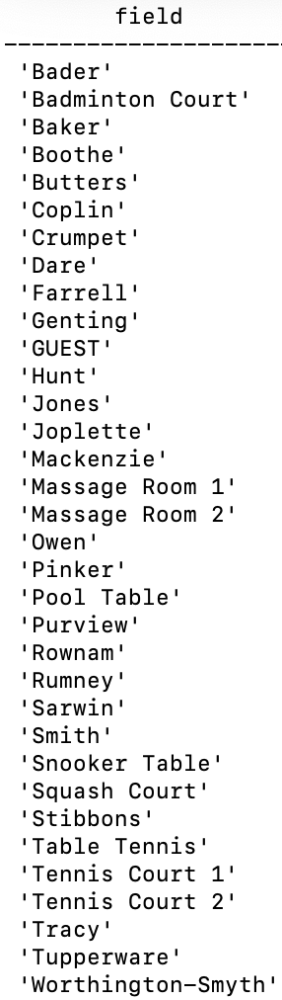 field
---------------------
'Bader'
'Badminton Court'
'Baker'
'Boothe'
'Butters'
'Coplin'
'Crumpet'
'Dare'
'Farrell'
'Genting'
'GUEST'
'Hunt'
'Jones'
'Joplette'
'Mackenzie'
'Massage Room 1'
'Massage Room 2'
'Owen'
'Pinker'
'Pool Table'
'Purview'
'Rownam'
'Rumney'
'Sarwin'
'Smith'
'Snooker Table'
'Squash Court'
'Stibbons'
'Table Tennis'
'Tennis Court 1'
'Tennis Court 2'
'Tracy'
'Tupperware'
'Worthington-Smyth'